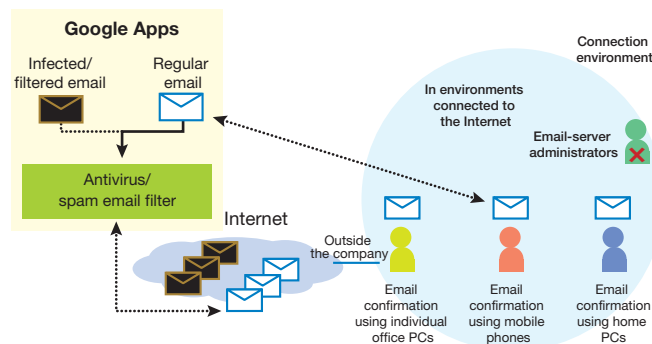 Google Apps
Infected/
filtered email
Regular
email
Antivirus/
spam email filter
Internet
Connection
environment
In environments
connected to
the Internet
Email-server
administrators
Outside
the company
Email
confirmation
using individual
office PCs
Email
confirmation
using mobile
phones
Email
confirmation
using home
PCs